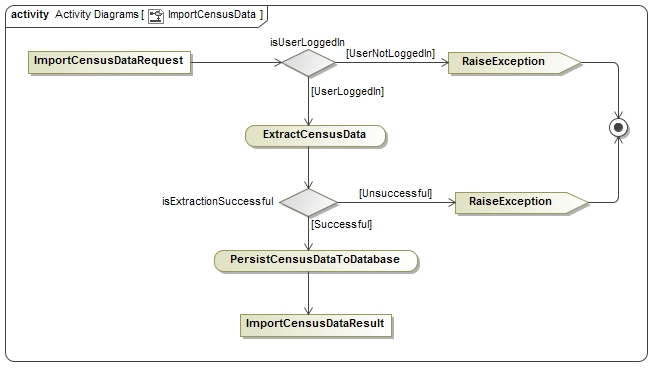 activity Activity Diagrams [ ImportCensusData ]
isUserLoggedIn
[UserNotLoggedIn]
ImportCensusDataRequest
RaiseException
[UserLoggedIn]
ExtractCensusData
isExtractionSuccessful
[Unsuccessful]
RaiseException
[Successful]
PersistCensusDataToDatabase
ImportCensusDataResult